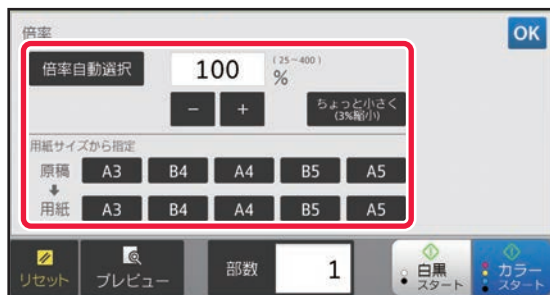 倍率
OK
倍率自動選択
100
(25~400)
%
－
+
ちょっと小さく
(3%縮小)
用紙サイズから指定
原稿 A3 B4 A4 B5 A5
用紙 A3 B4 A4 B5 A5
リセット
プレビュー
部数
1
白黒
スタート
カラー
スタート